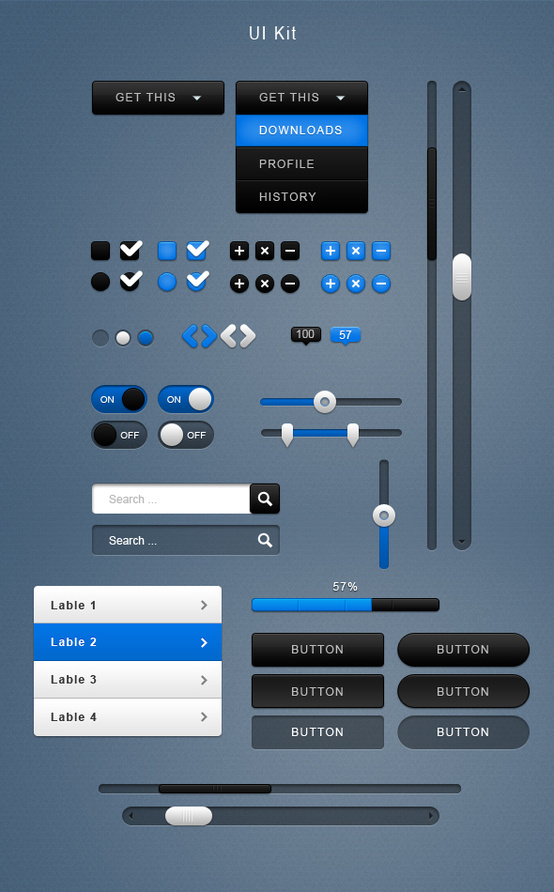 UI Kit
GET THIS
GET THIS
DOWNLOADS
PROFILE
HISTORY
100
57
ON
ON
OFF
OFF
Search ...
Search ...
57%
Lable 1
Lable 2
Lable 3
Lable 4
BUTTON
BUTTON
BUTTON
BUTTON
BUTTON
BUTTON